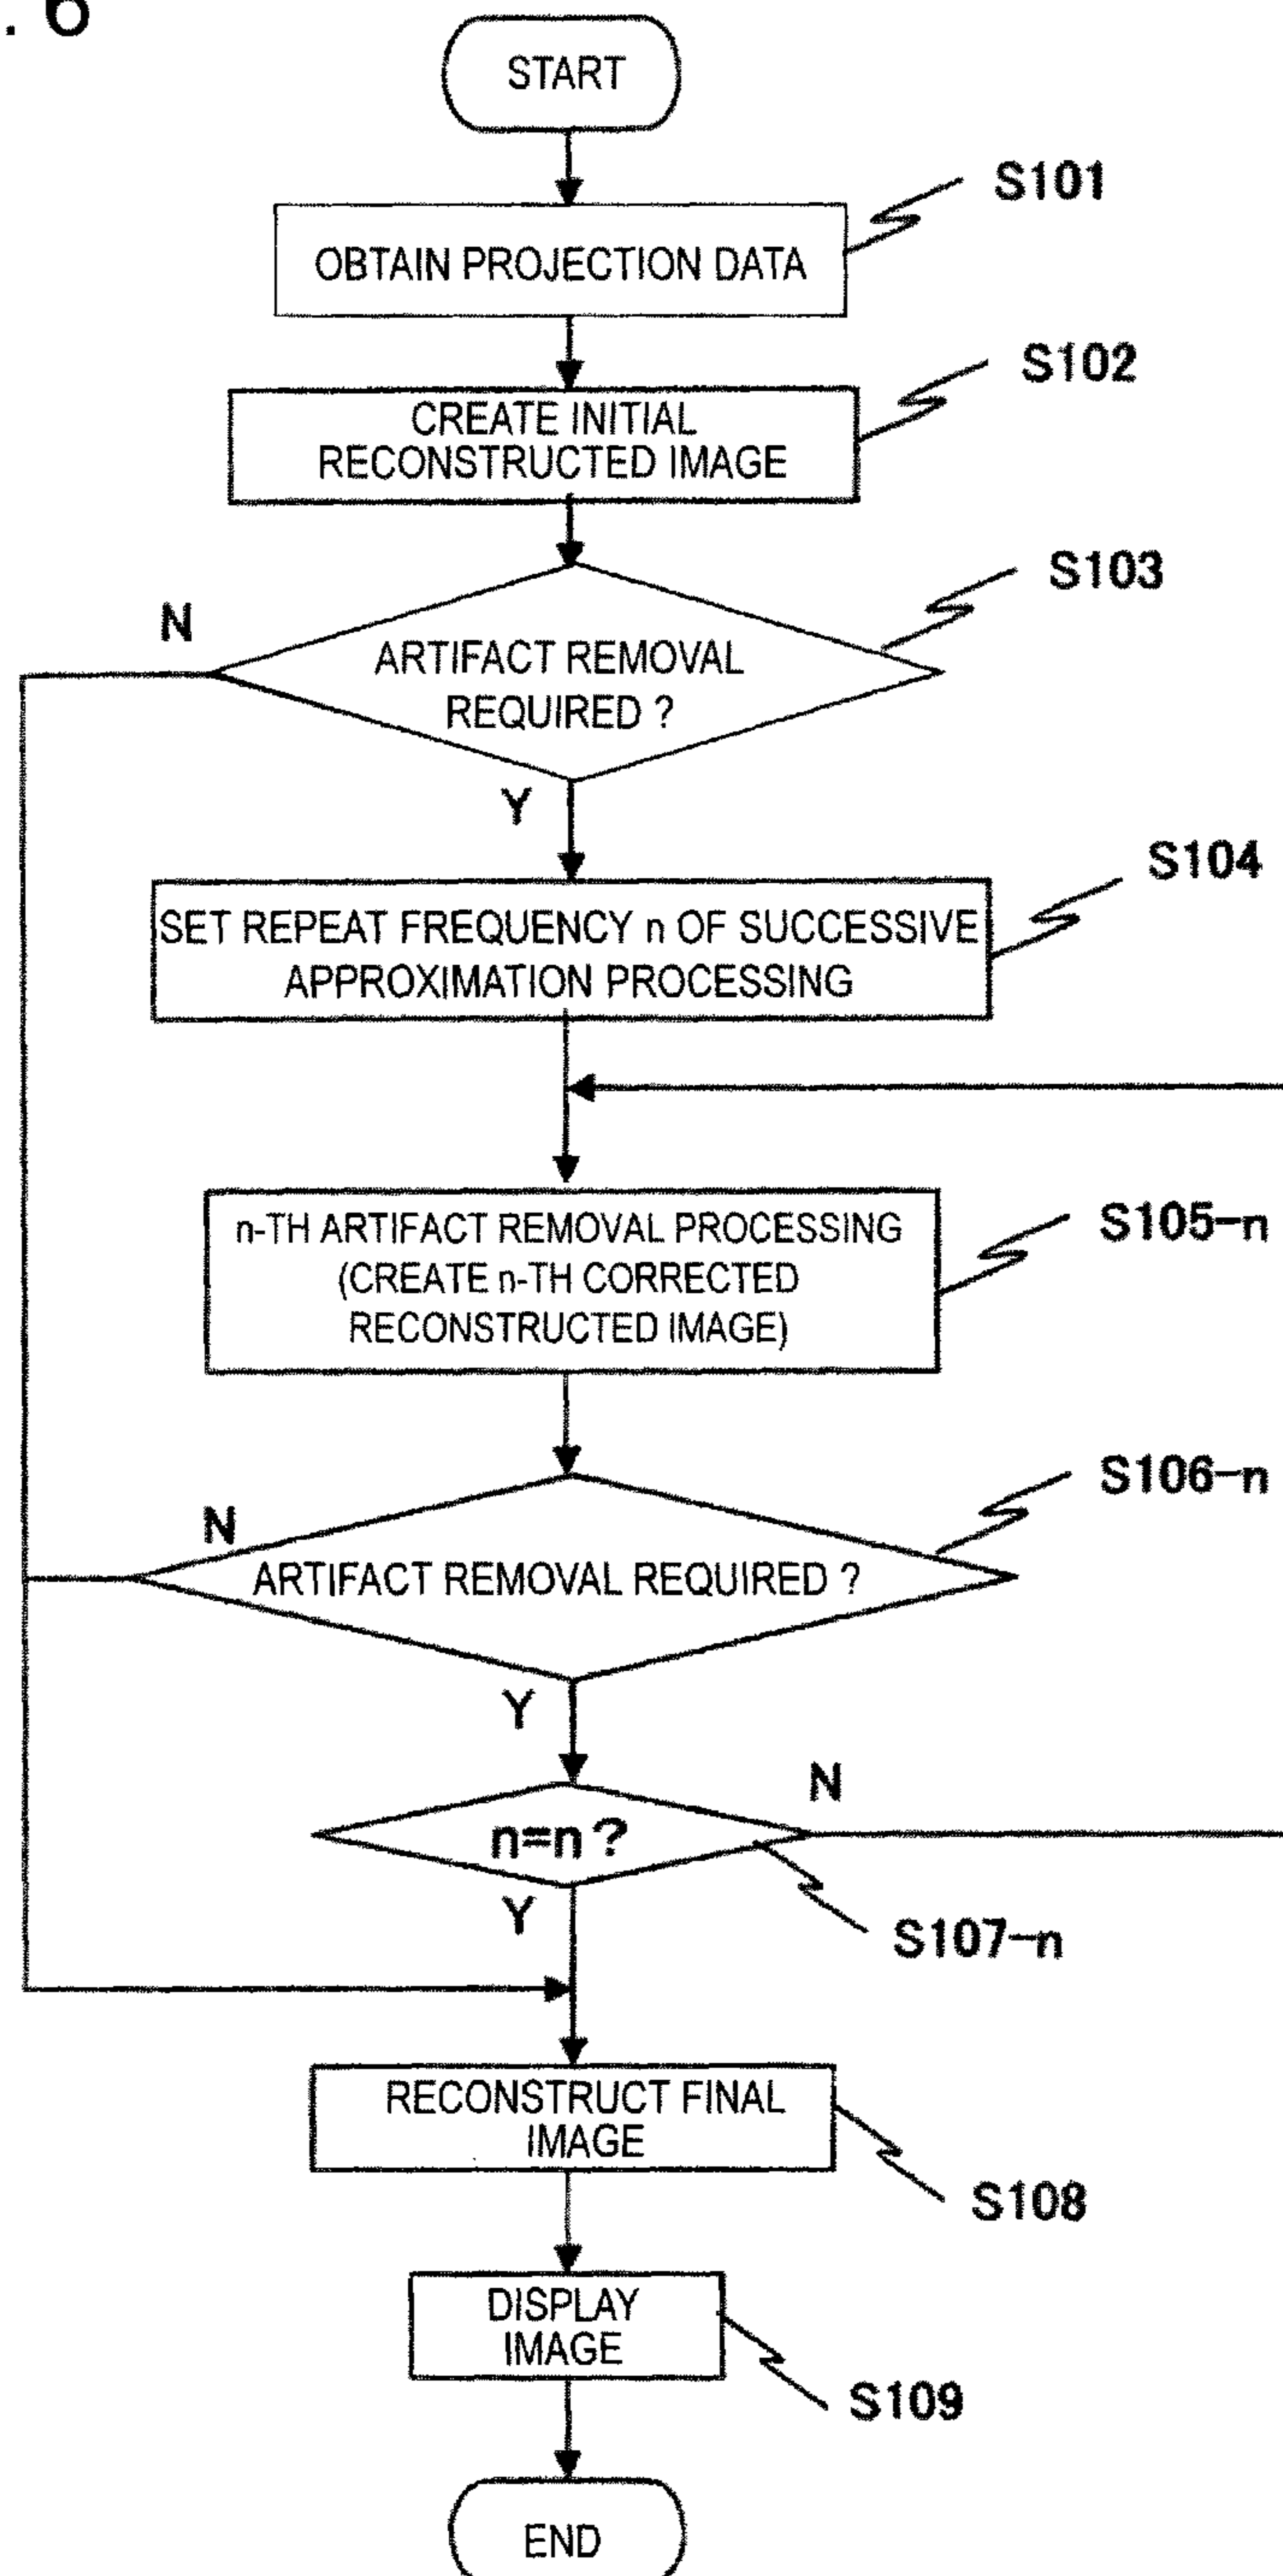 . 6
START
S101
OBTAIN PROJECTION DATA
S102
CREATE INITIAL
RECONSTRUCTED IMAGE
S103
N
ARTIFACT REMOVAL
REQUIRED ?
Y
S104
SET REPEAT FREQUENCY n OF SUCCESSIVE
APPROXIMATION PROCESSING
S105-n
n-TH ARTIFACT REMOVAL PROCESSING
(CREATE n-TH CORRECTED
RECONSTRUCTED IMAGE)
S106-n
N
ARTIFACT REMOVAL REQUIRED ?
Y
N
n=n ?
Y
S107-n
RECONSTRUCT FINAL
IMAGE
S108
DISPLAY
IMAGE
S109
END